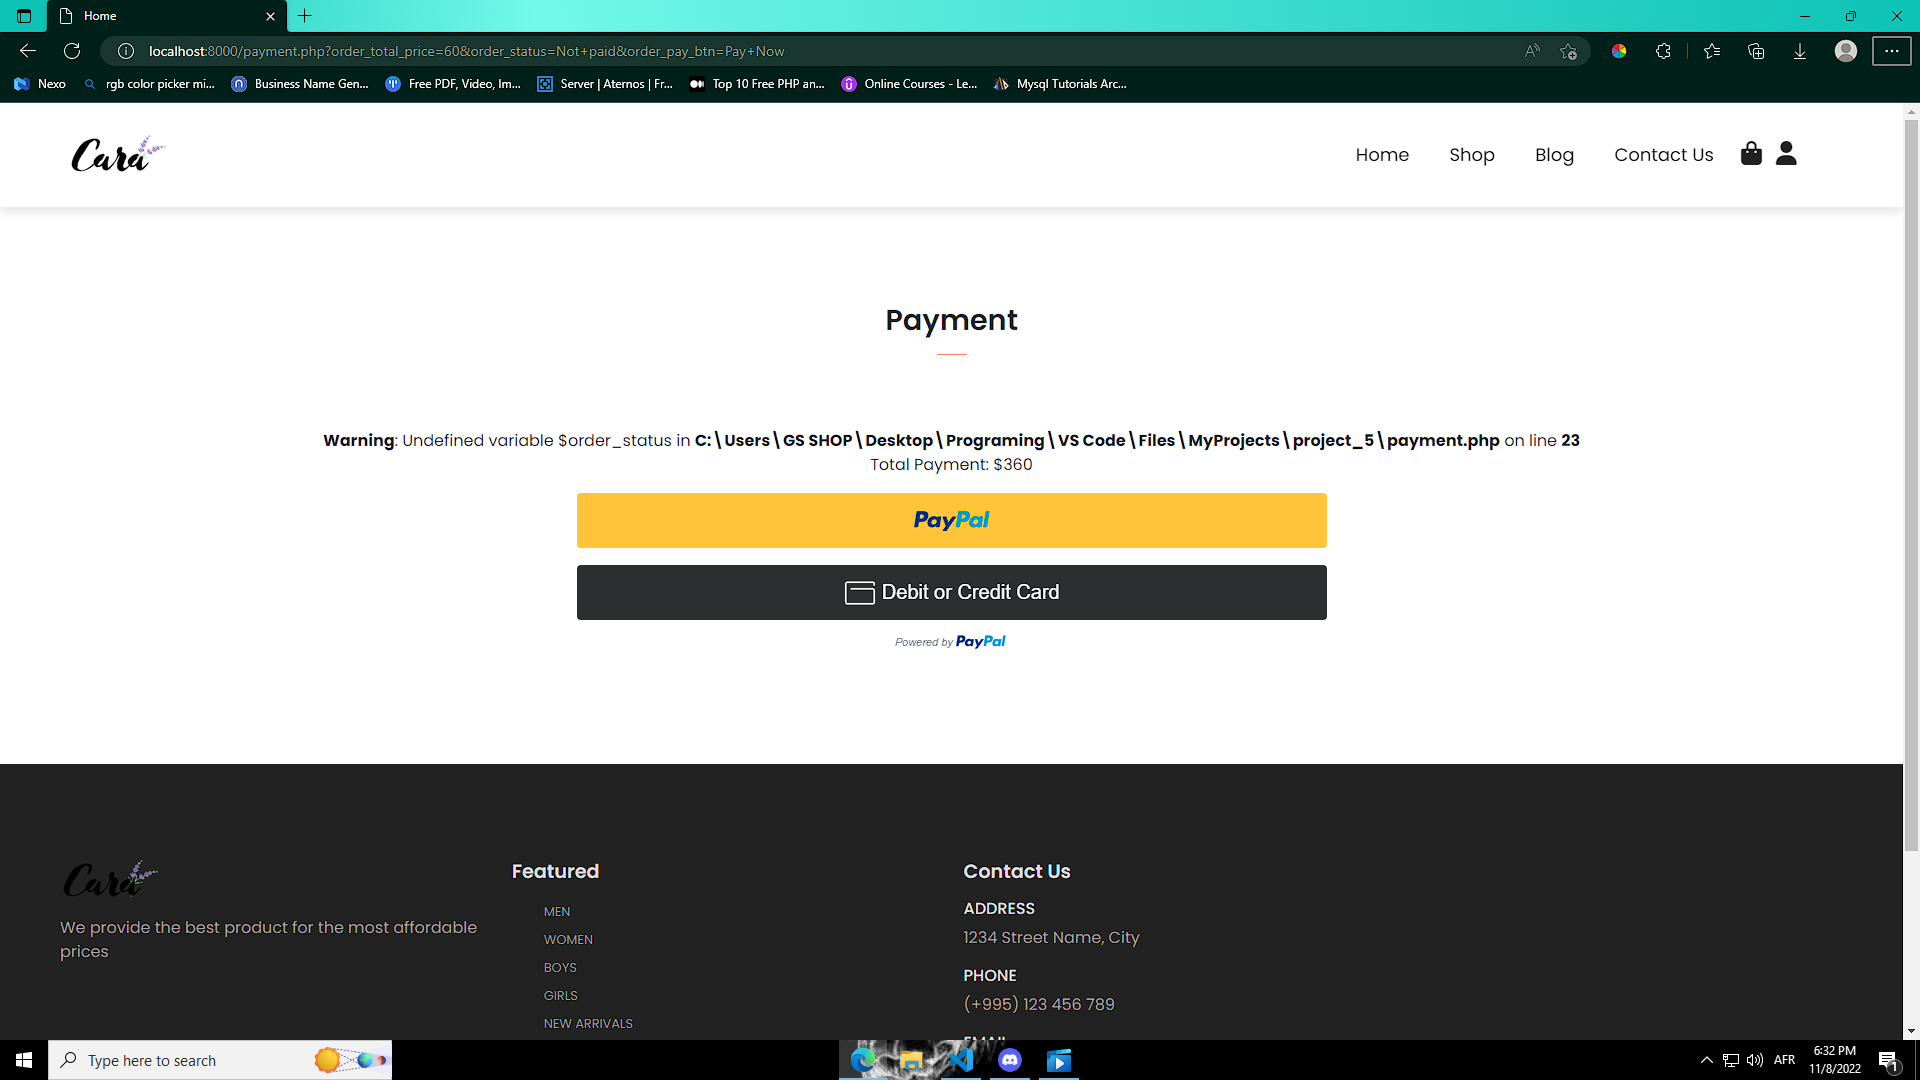 Home
localhost:8000/payment.php?order_total_price=60&order_status=Not+paid&order_pay_btn=Pay+Now
Nexo
rgb color picker mi...
Business Name Gen...
Free PDF, Video, Im...
Server | Aternos | Fr...
Top 10 Free PHP an...
Online Courses - Le...
Mysql Tutorials Arc...
Cara
Home
Shop
Blog
Contact Us
Payment
Warning: Undefined variable $order_status in C:\Users\GS SHOP\Desktop\Programing\VS Code\Files\MyProjects\project_5\payment.php on line 23
Total Payment: $360
PayPal
Debit or Credit Card
Powered by PayPal
Cara
We provide the best product for the most affordable
prices
Featured
MEN
WOMEN
BOYS
GIRLS
NEW ARRIVALS
Contact Us
ADDRESS
1234 Street Name, City
PHONE
(+995) 123 456 789
EMAIL
Type here to search
AFR
6:32 PM
11/8/2022
1